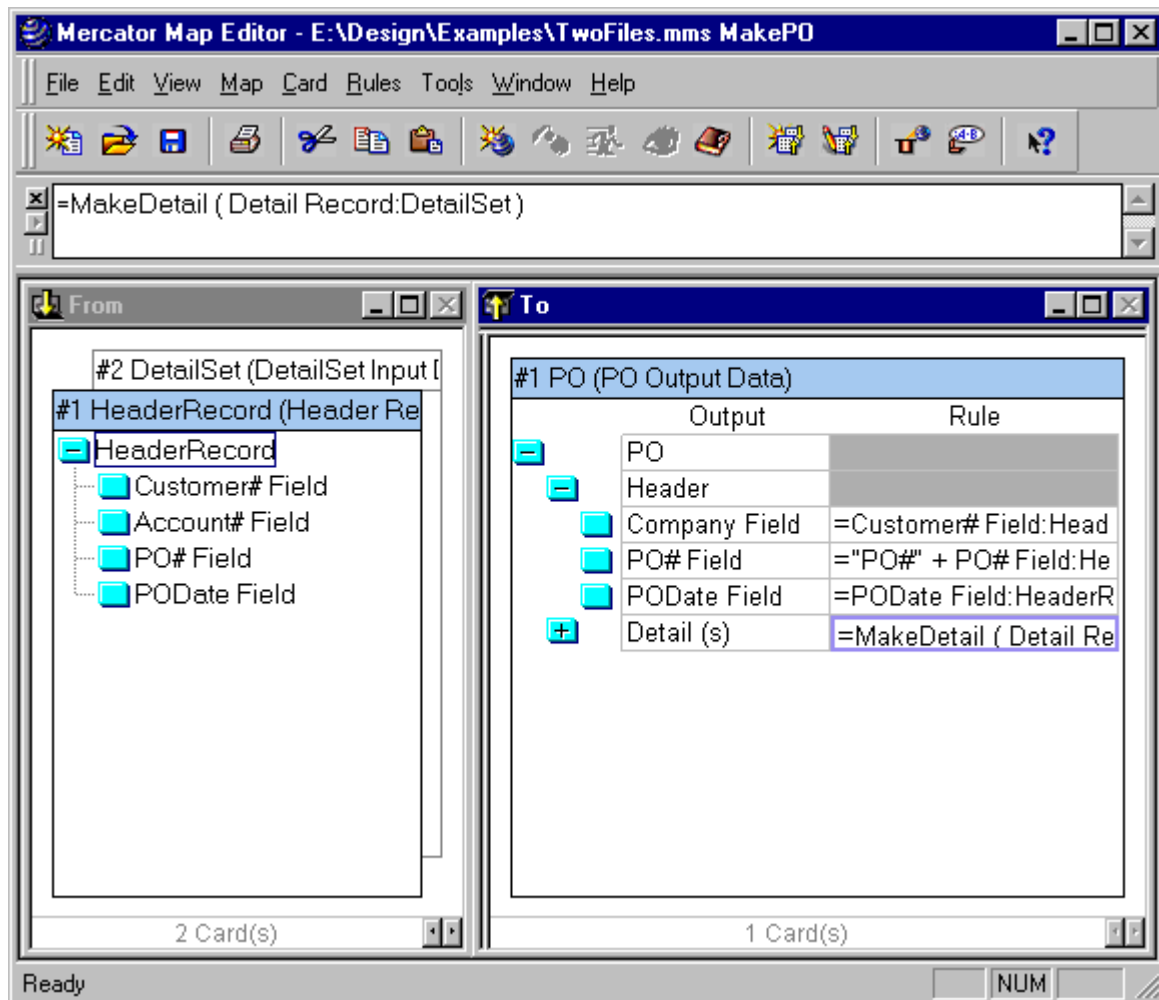 Mercator Map Editor - E:\Design\Examples\TwoFiles.mms MakePO
File Edit View Map Card Rules Tools Window Help
=MakeDetail ( Detail Record:DetailSet )
From
#2 DetailSet (DetailSet Input
#1 HeaderRecord (Header Re
HeaderRecord
Customer# Field
Account# Field
PO# Field
PODate Field
2 Card(s)
To
#1 PO (PO Output Data)
Output Rule
PO
Header
Company Field =Customer# Field:Head
PO# Field ="PO#" + PO# Field:He
PODate Field =PODate Field:HeaderR
Detail (s) =MakeDetail ( Detail Re
1 Card(s)
Ready NUM